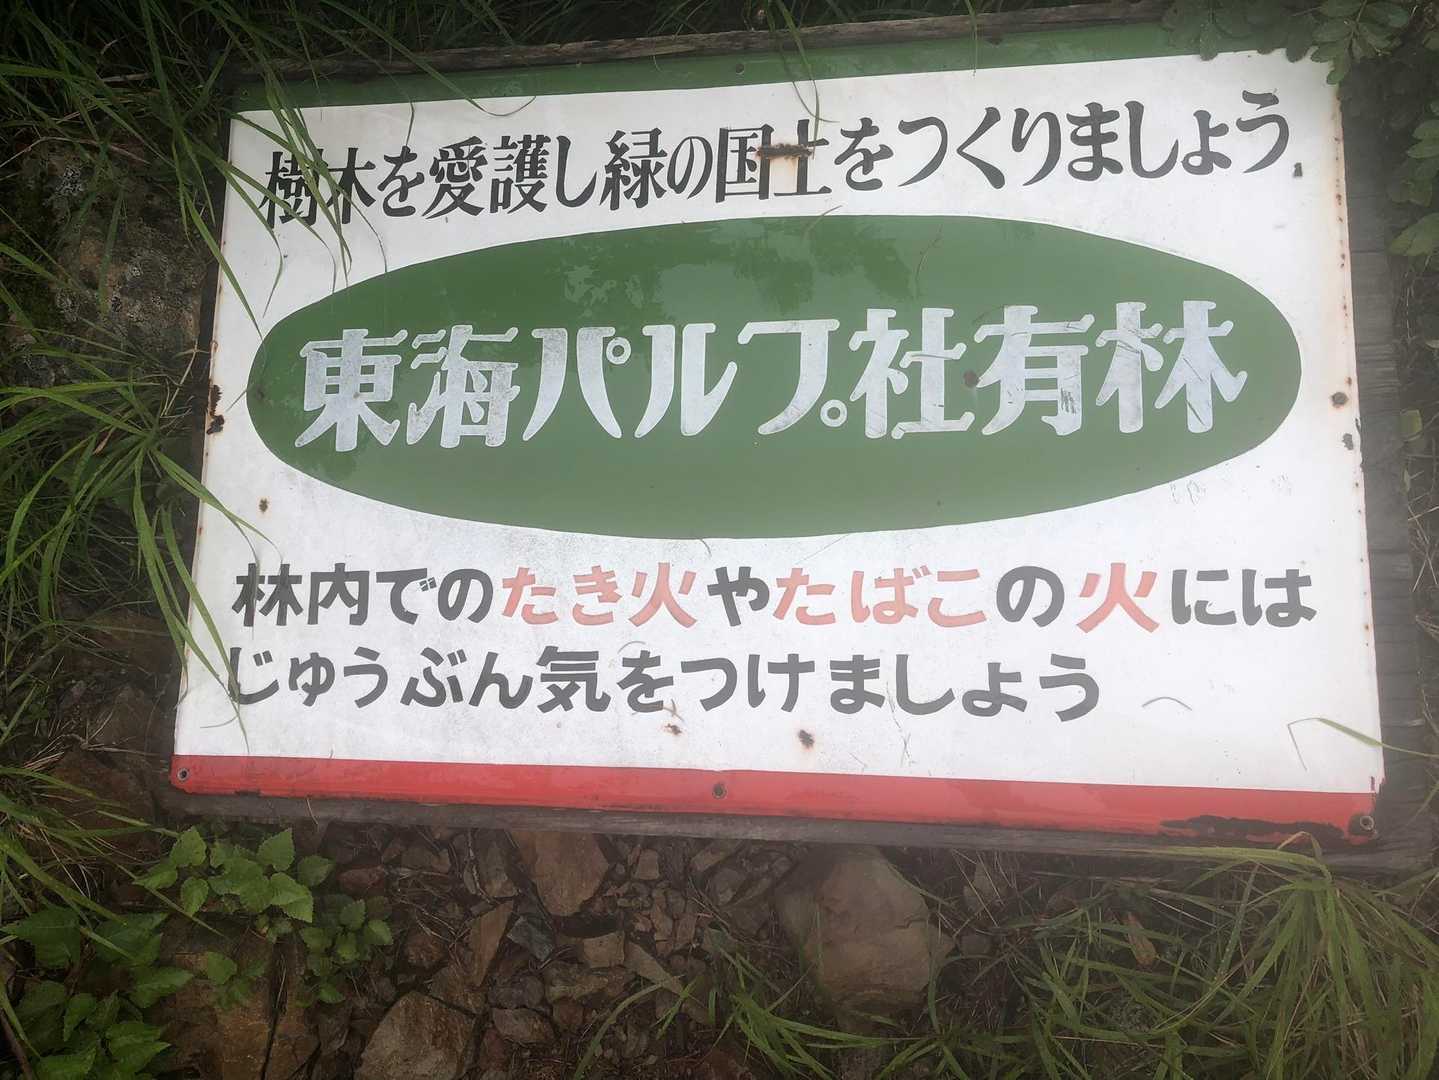 樹木を愛護し緑の国土をつくりましょう
東海パルプ社有林
林内でのたき火やたばこの火には
じゅうぶん気をつけましょう